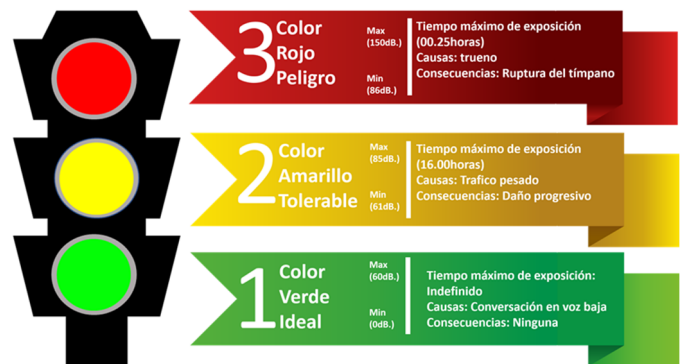 3
Color
Rojo
Peligro
Max
(150dB.)
Min
(86dB.)
Tiempo máximo de exposición
(00.25horas)
Causas: trueno
Consecuencias: Ruptura del tímpano
2
Color
Amarillo
Tolerable
Max
(85dB.)
Min
(61dB.)
Tiempo máximo de exposición
(16.00horas)
Causas: Trafico pesado
Consecuencias: Daño progresivo
1
Color
Verde
Ideal
Max
(60dB.)
Min
(0dB.)
Tiempo máximo de exposición:
Indefinido
Causas: Conversación en voz baja
Consecuencias: Ninguna